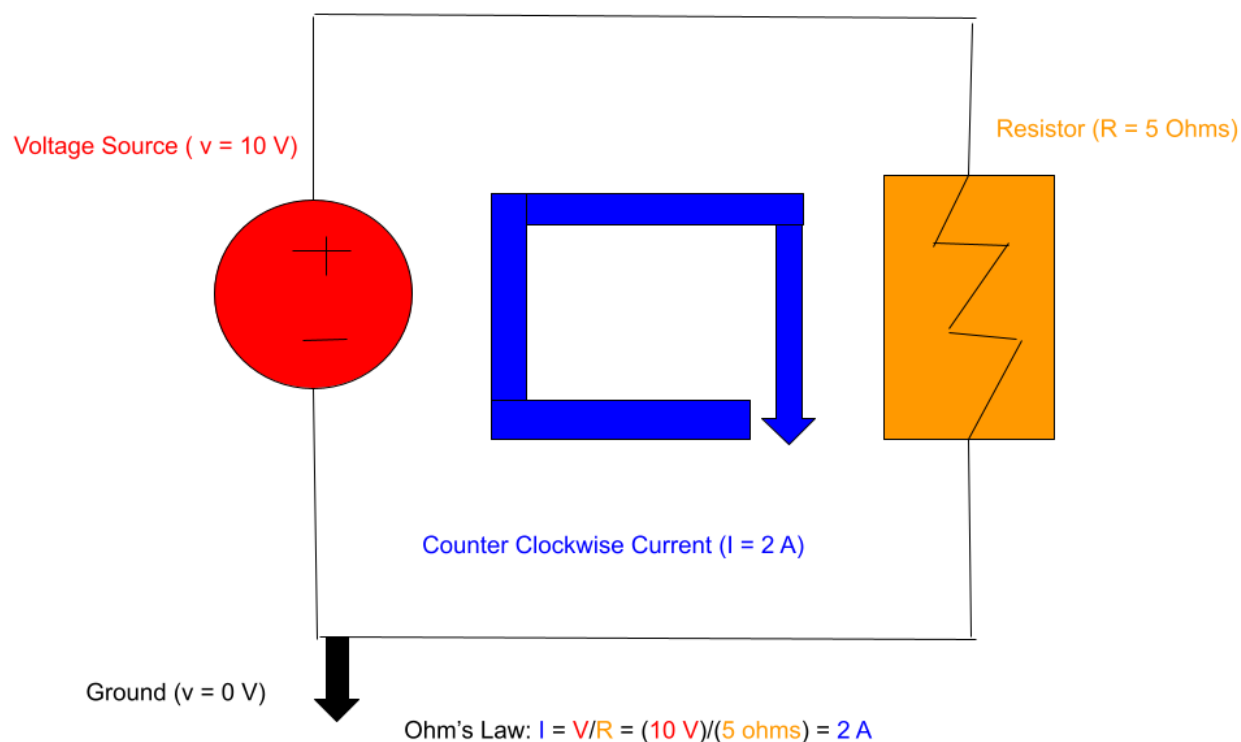 Voltage Source ( v = 10 V)
Resistor (R = 5 Ohms)
+
−
Counter Clockwise Current (I = 2 A)
Ground (v = 0 V)
Ohm’s Law: I = V/R = (10 V)/(5 ohms) = 2 A